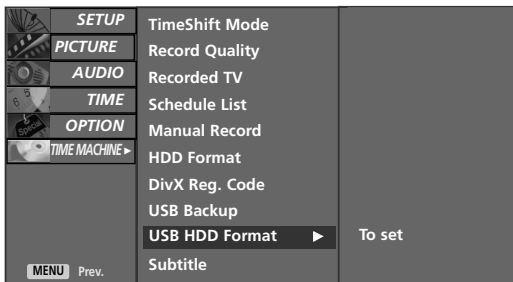 SETUP
PICTURE
AUDIO
TIME
OPTION
TIME MACHINE ►
MENU Prev.
TimeShift Mode
Record Quality
Recorded TV
Schedule List
Manual Record
HDD Format
DivX Reg. Code
USB Backup
USB HDD Format ►
Subtitle
To set